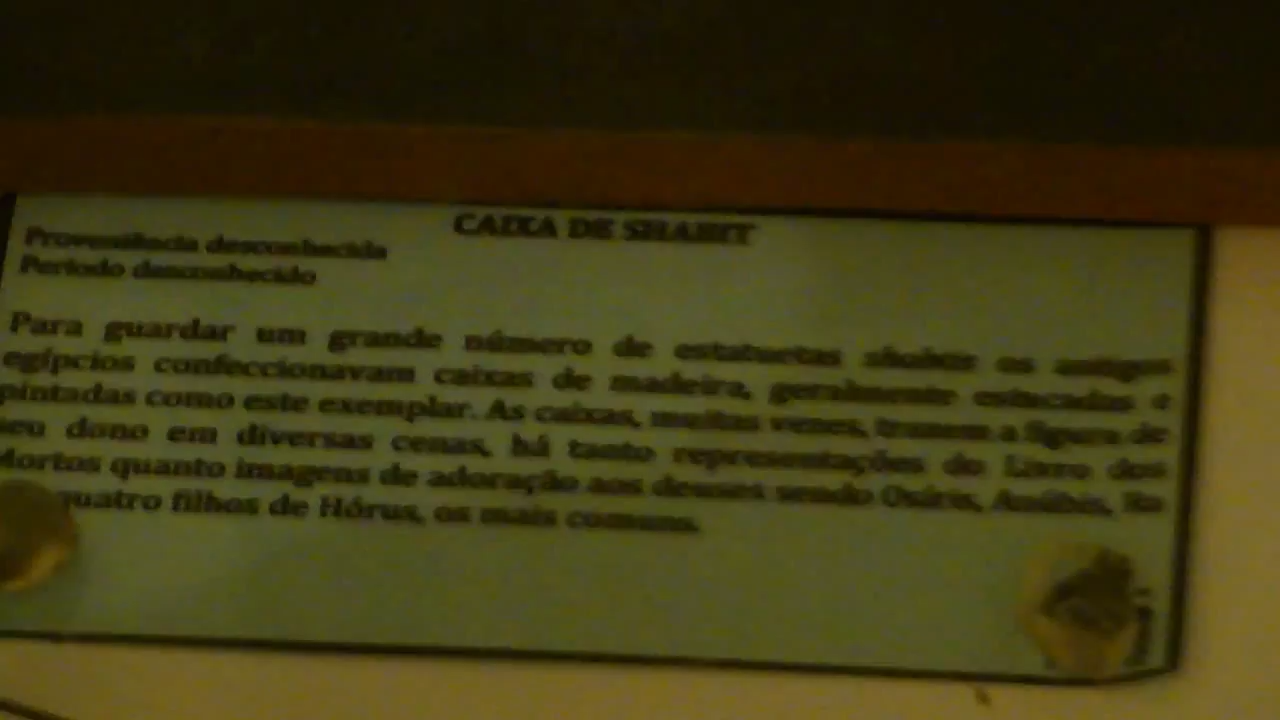 CAIXA DE SHABIT
Proveniência desconhecida
Período desconhecido
Para guardar um grande número de estatuetas shabits os antigos
egípcios confeccionavam caixas de madeira, geralmente estucadas e
pintadas como este exemplar. As caixas, muitas vezes, trazem a figura de
seu dono em diversas cenas, há tanto representações do Livro dos
Mortos quanto imagens de adoração aos deuses sendo Osíris, Anúbis, Ra
quatro filhos de Hórus, os mais comuns.